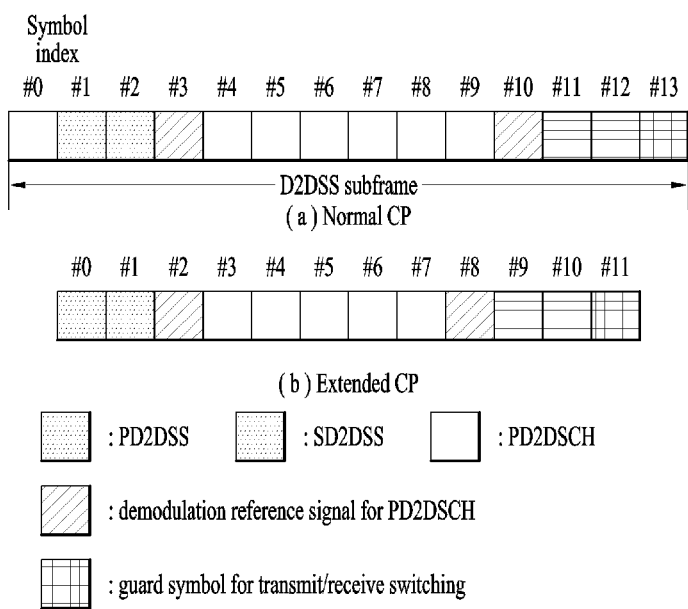 Symbol
index
#0 #1 #2 #3 #4 #5 #6 #7 #8 #9 #10 #11 #12 #13
D2DSS subframe
( a ) Normal CP
#0 #1 #2 #3 #4 #5 #6 #7 #8 #9 #10 #11
( b ) Extended CP
: PD2DSS : SD2DSS : PD2DSCH
: demodulation reference signal for PD2DSCH
: guard symbol for transmit/receive switching